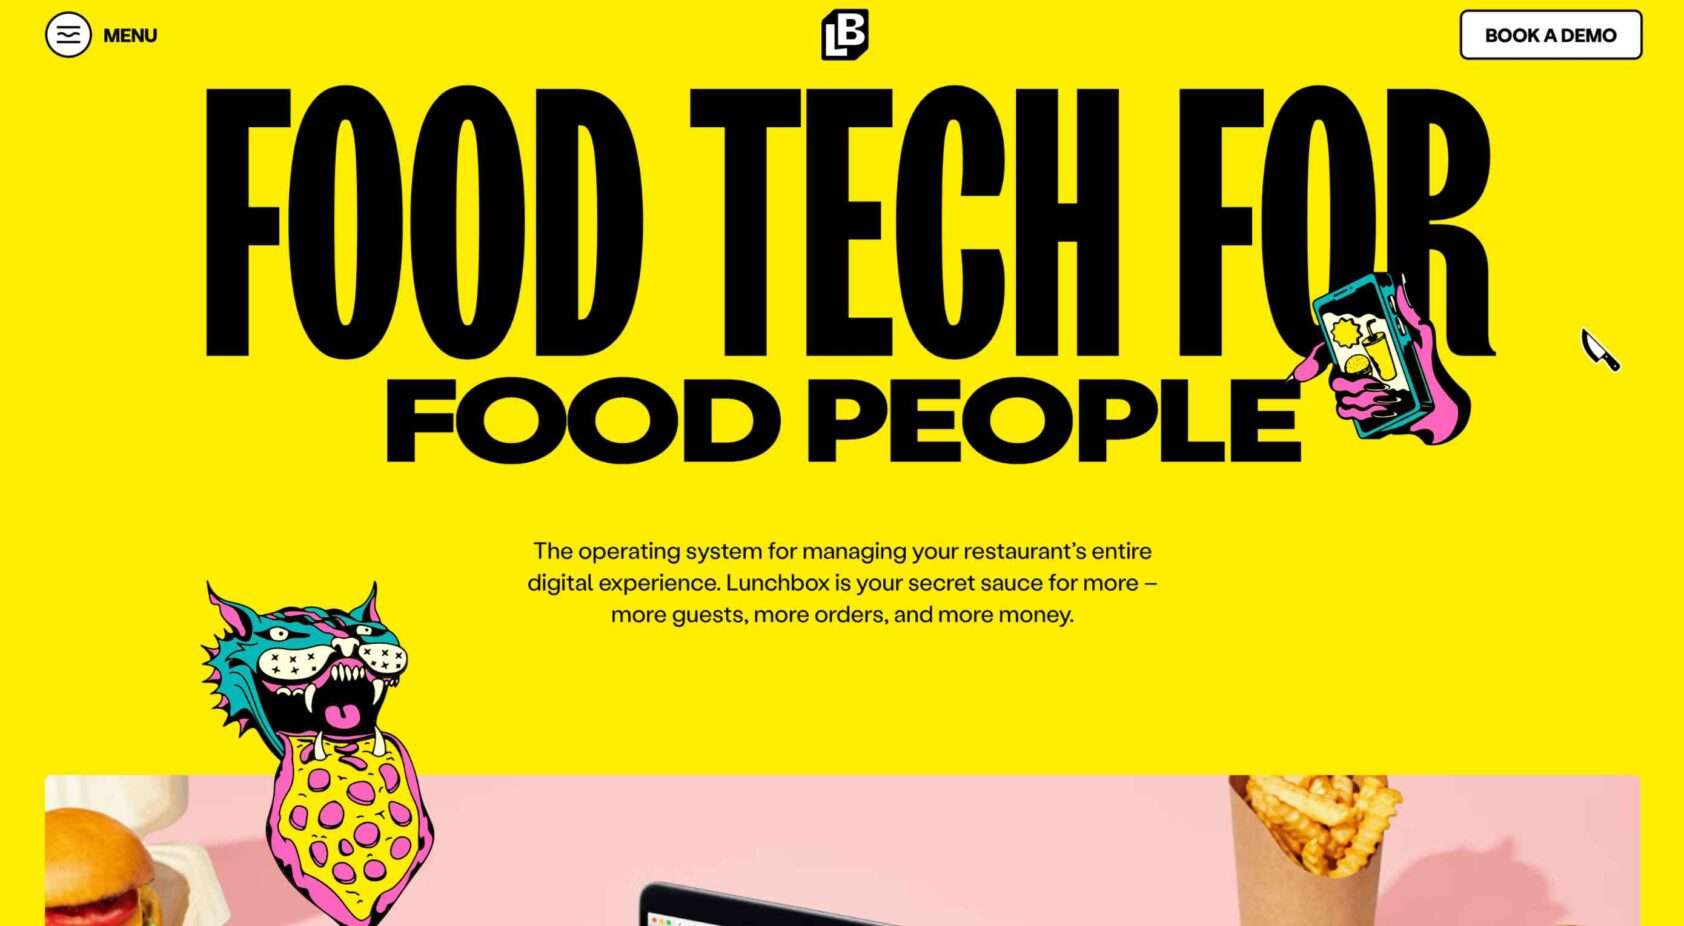 MENU
LB
BOOK A DEMO
FOOD TECH FOR
FOOD PEOPLE
The operating system for managing your restaurant’s entire
digital experience. Lunchbox is your secret sauce for more –
more guests, more orders, and more money.